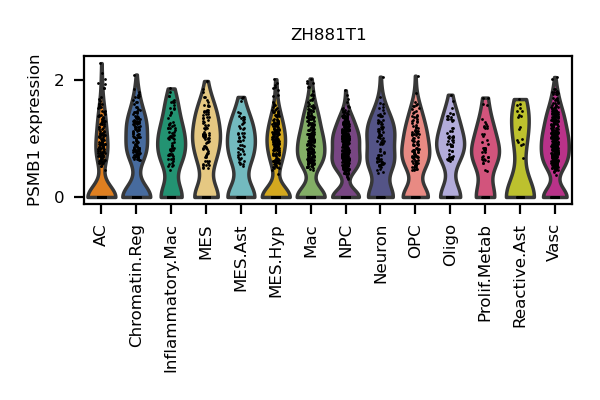 ZH881T1
PSMB1 expression
2
0
AC
Chromatin.Reg
Inflammatory.Mac
MES
MES.Ast
MES.Hyp
Mac
NPC
Neuron
OPC
Oligo
Prolif.Metab
Reactive.Ast
Vasc